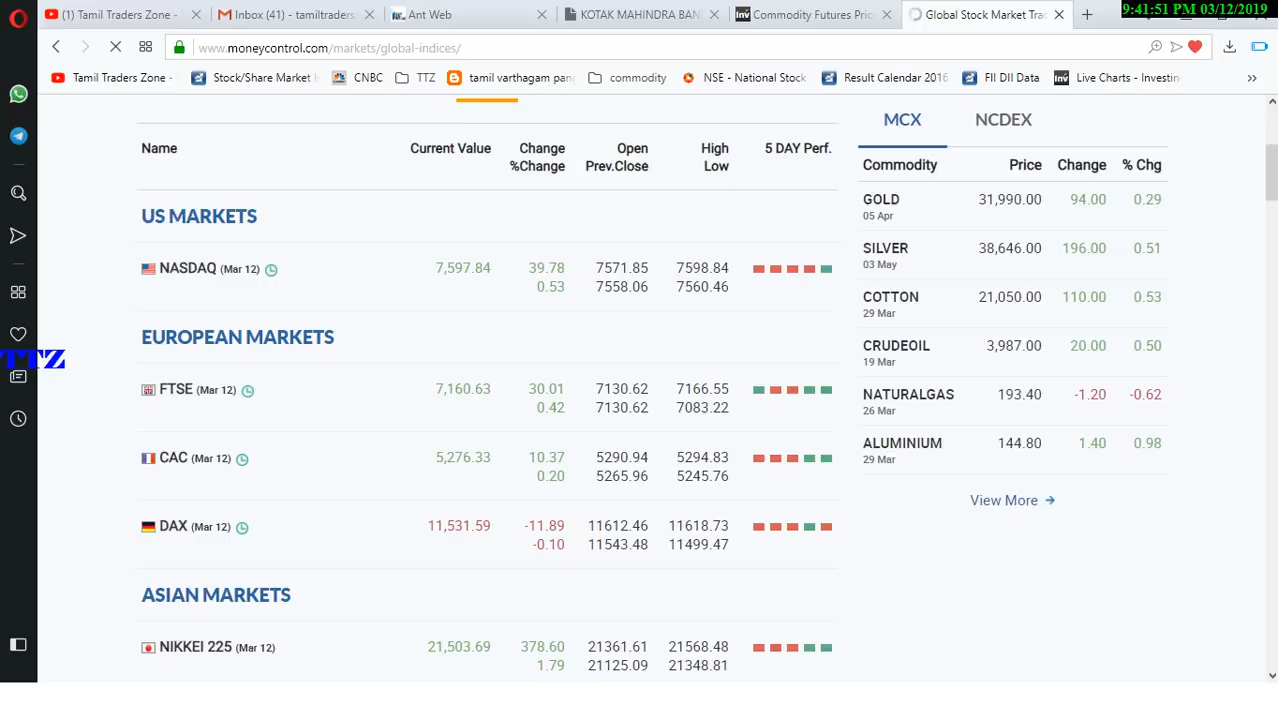 (1) Tamil Traders Zone -
Inbox (41) - tamiltraders
Ant Web
KOTAK MAHINDRA BAN
Commodity Futures Pric
Global Stock Market Tra
9:41:51 PM 03/12/2019
www.moneycontrol.com/markets/global-indices/
Tamil Traders Zone -
Stock/Share Market I
CNBC
TTZ
tamil varthagam pan
commodity
NSE - National Stock
Result Calendar 2016
FII DII Data
Live Charts - Investin
Name Current Value Change Open High 5 DAY Perf.
%Change Prev.Close Low
US MARKETS
NASDAQ (Mar 12) 7,597.84 39.78 7571.85 7598.84
0.53 7558.06 7560.46
EUROPEAN MARKETS
TTZ
FTSE (Mar 12) 7,160.63 30.01 7130.62 7166.55
0.42 7130.62 7083.22
CAC (Mar 12) 5,276.33 10.37 5290.94 5294.83
0.20 5265.96 5245.76
DAX (Mar 12) 11,531.59 -11.89 11612.46 11618.73
-0.10 11543.48 11499.47
ASIAN MARKETS
NIKKEI 225 (Mar 12) 21,503.69 378.60 21361.61 21568.48
1.79 21125.09 21348.81
MCX NCDEX
Commodity Price Change % Chg
GOLD 31,990.00 94.00 0.29
05 Apr
SILVER 38,646.00 196.00 0.51
03 May
COTTON 21,050.00 110.00 0.53
29 Mar
CRUDEOIL 3,987.00 20.00 0.50
19 Mar
NATURALGAS 193.40 -1.20 -0.62
26 Mar
ALUMINIUM 144.80 1.40 0.98
29 Mar
View More